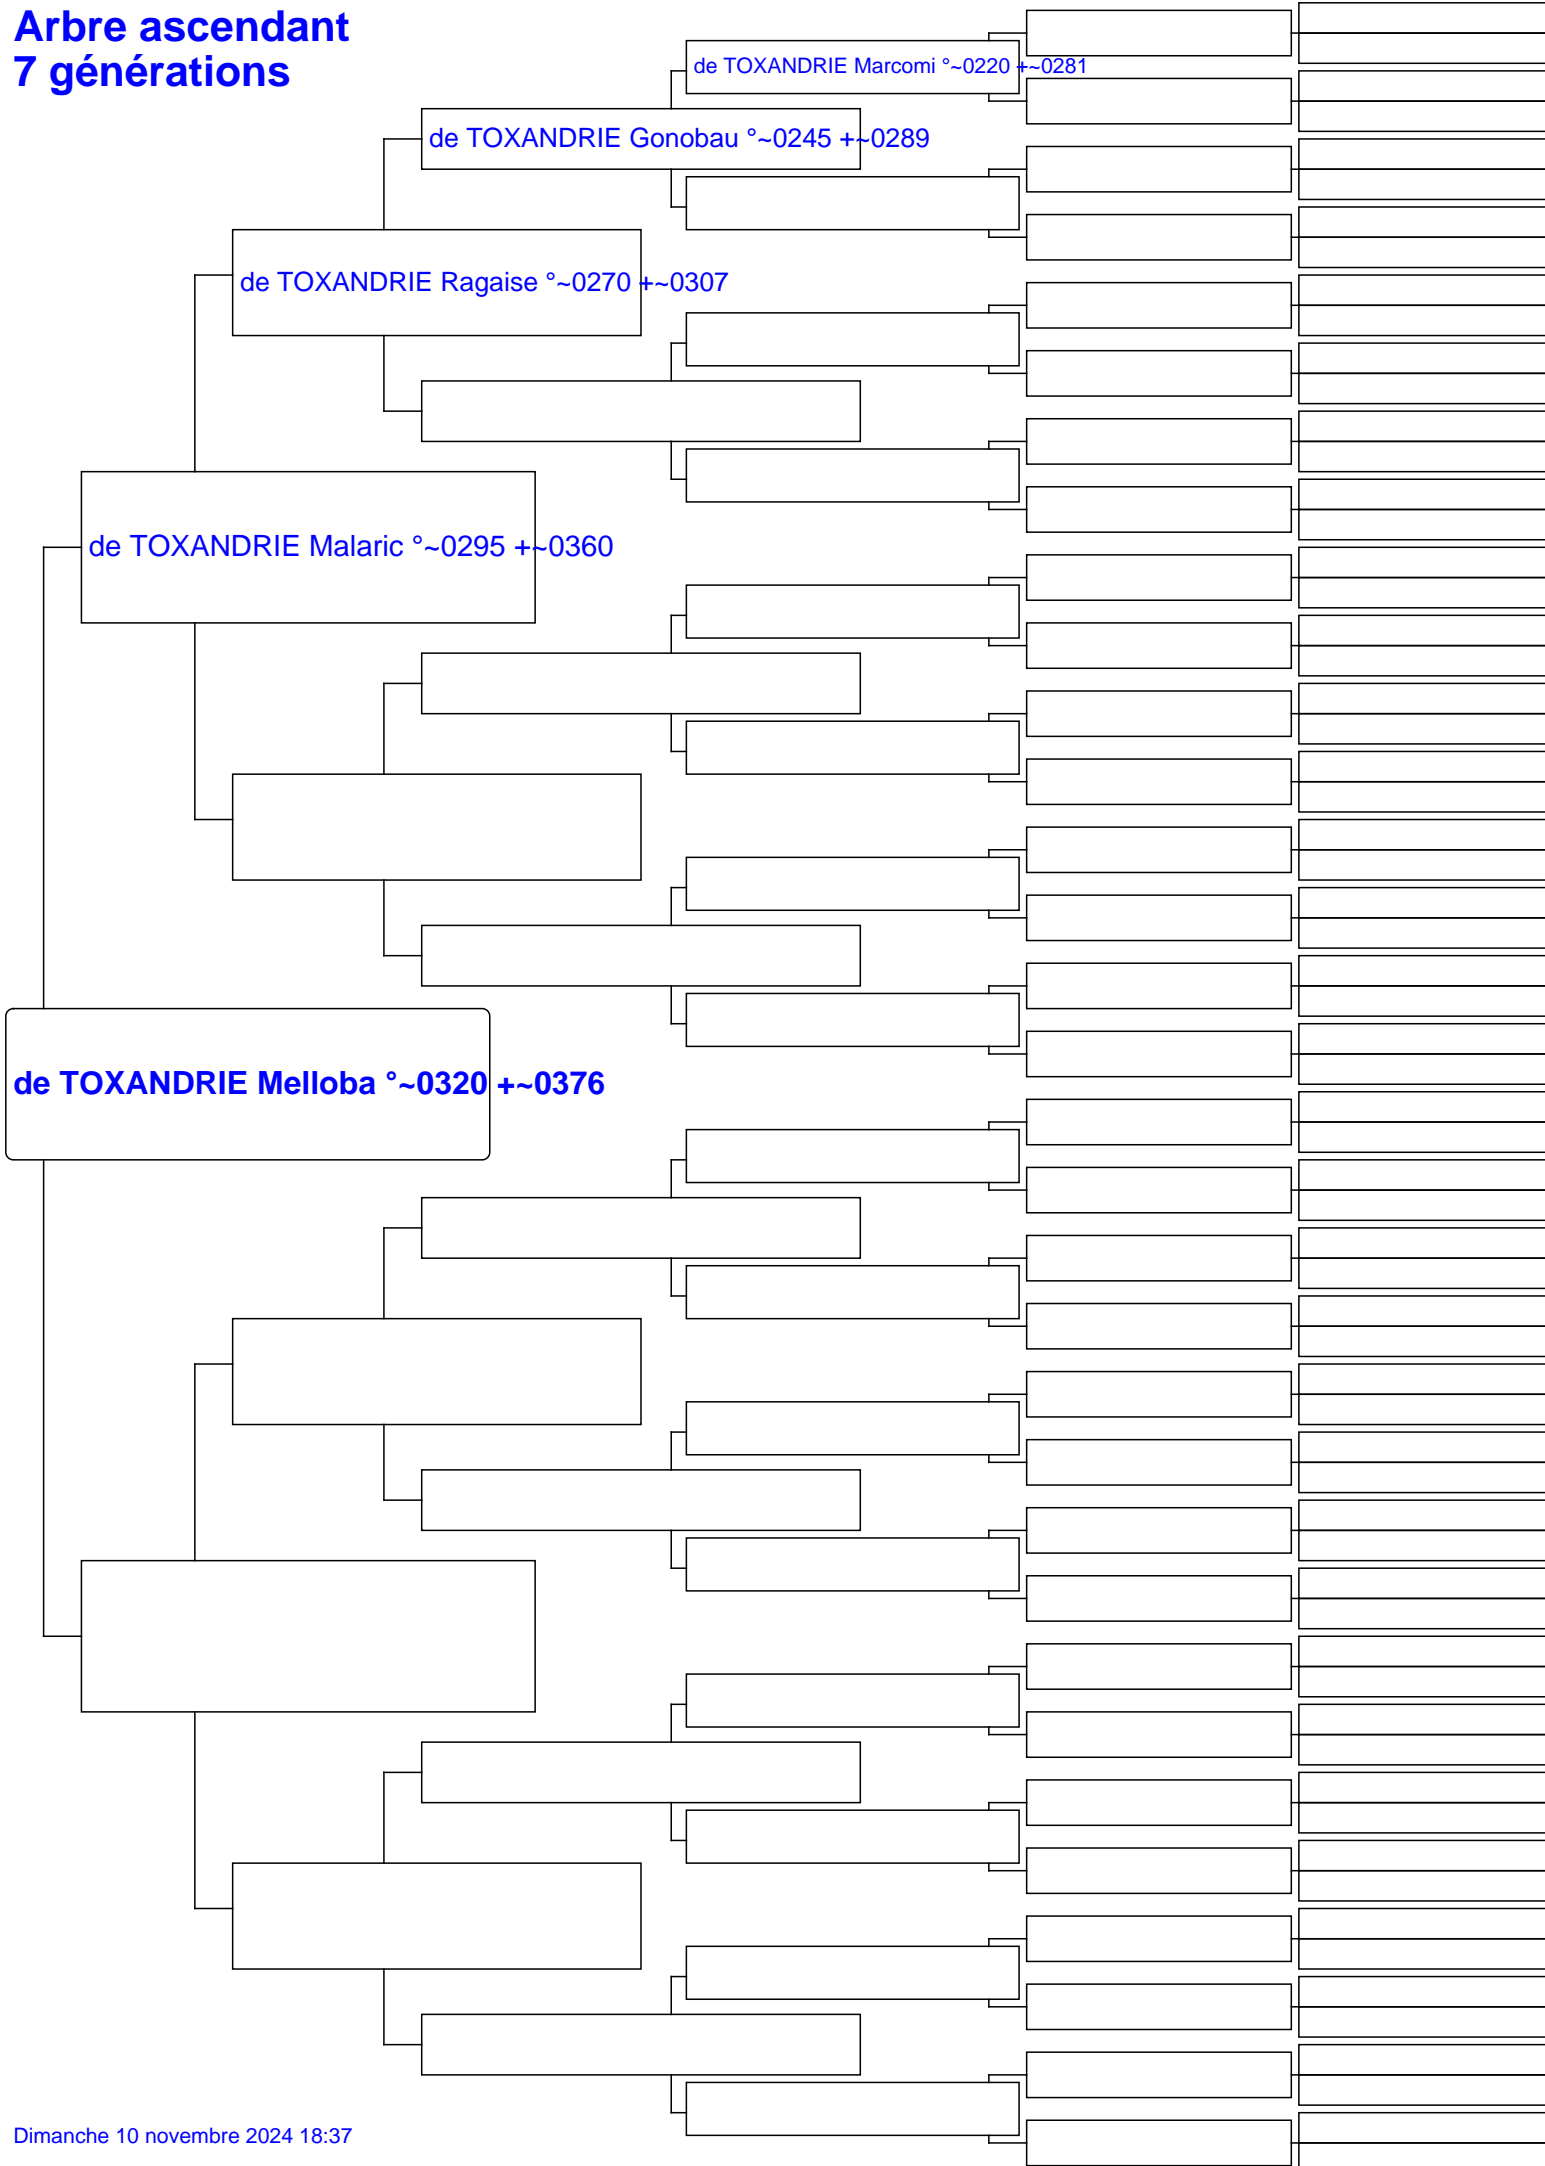 Arbre ascendant
7 générations
de TOXANDRIE Marcomi °~0220 +~0281
de TOXANDRIE Gonobau °~0245 +~0289
de TOXANDRIE Ragaise °~0270 +~0307
de TOXANDRIE Malaric °~0295 +~0360
de TOXANDRIE Melloba °~0320 +~0376
Dimanche 10 novembre 2024 18:37